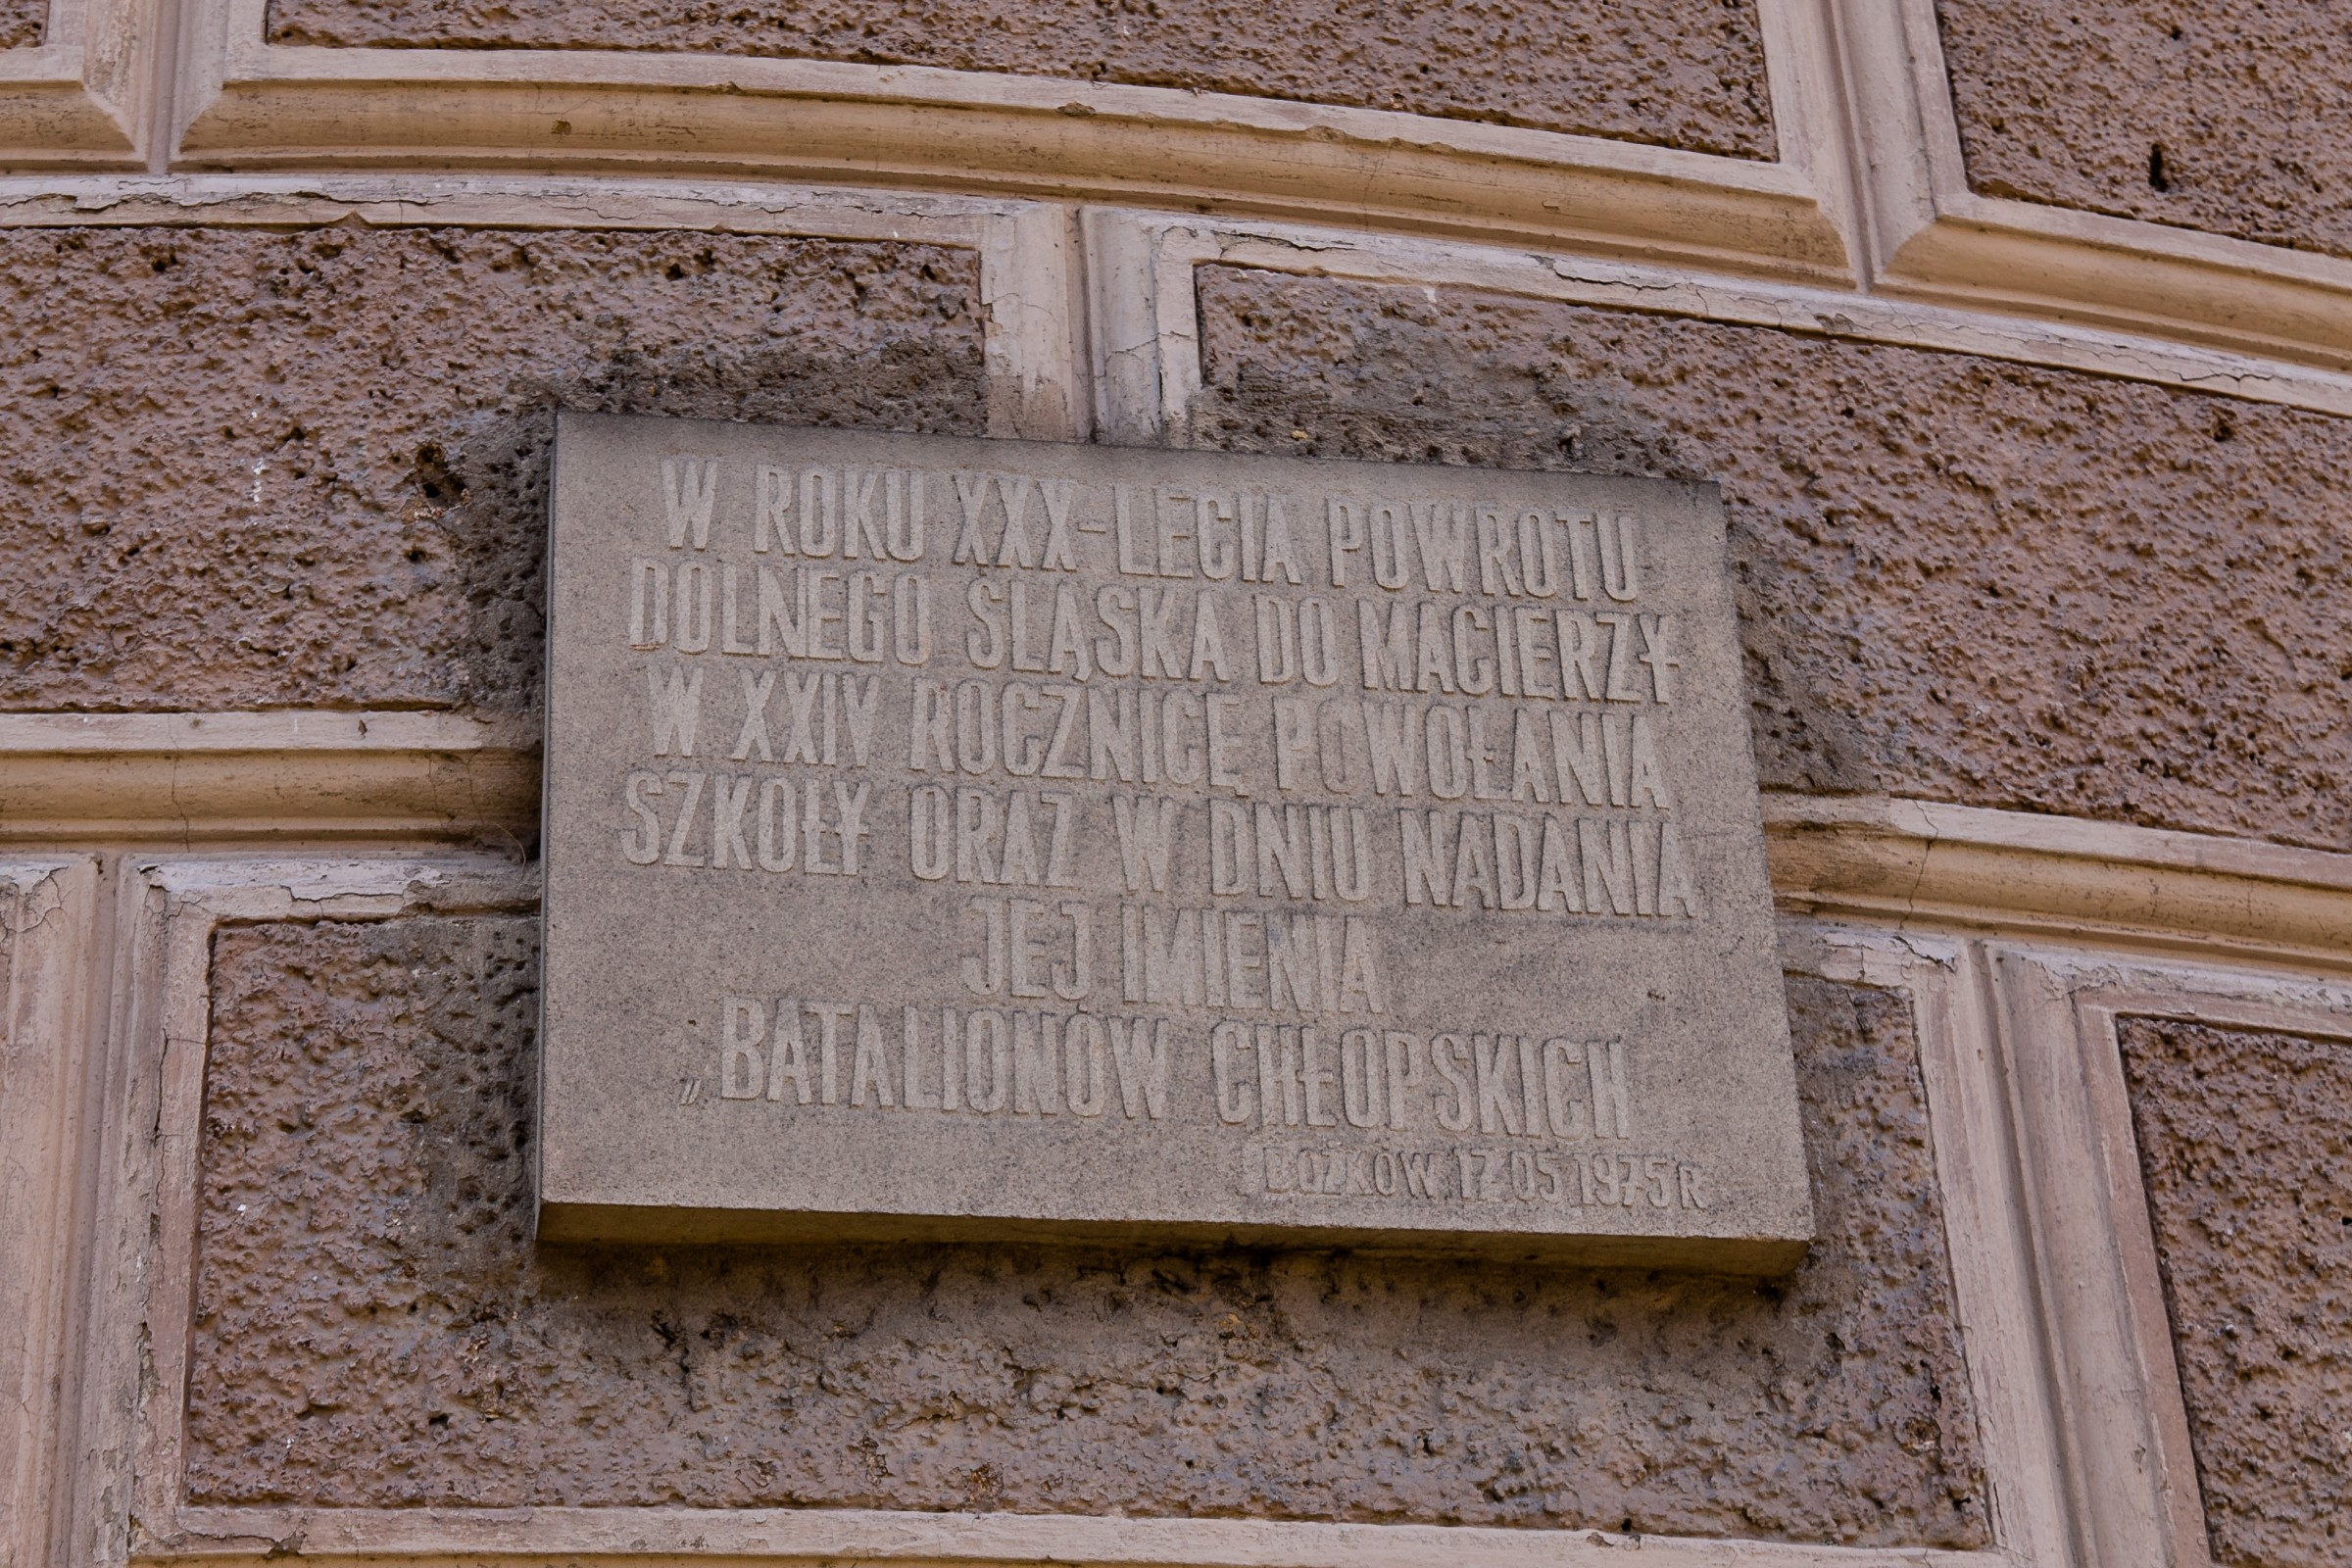 W ROKU XXX-LECIA POWROTU
DOLNEGO ŚLĄSKA DO MACIERZY
W XXIV ROCZNICĘ POWOŁANIA
SZKOŁY ORAZ W DNIU NADANIA
JEJ IMIENIA
„BATALIONÓW CHŁOPSKICH
BOŻKÓW 17 05 1975 R